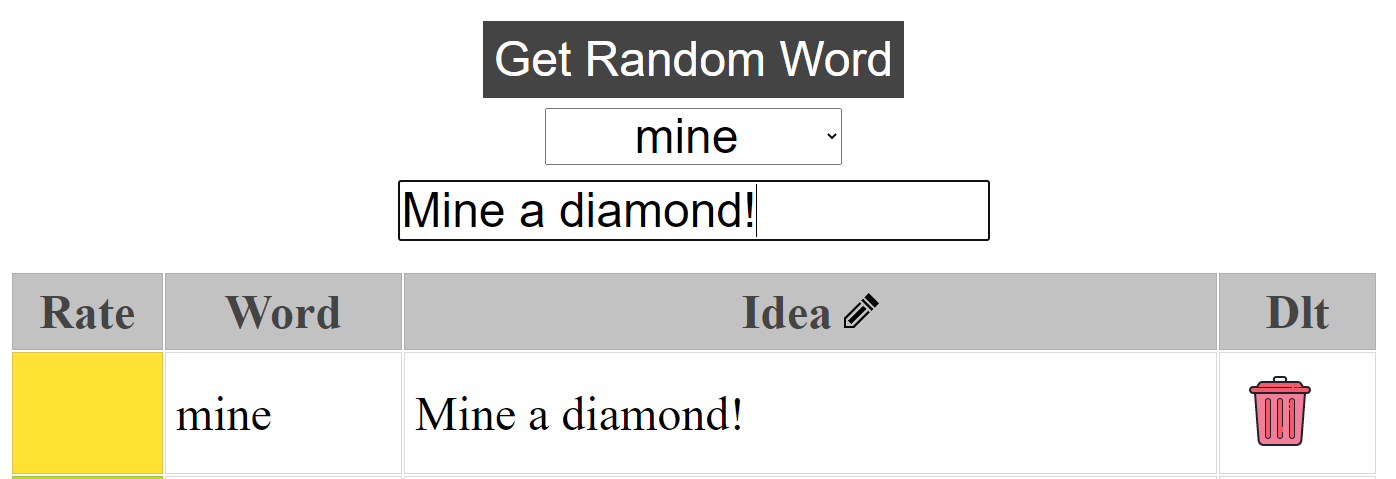 Get Random Word
mine
Mine a diamond!
Rate Word Idea Dlt
mine Mine a diamond!